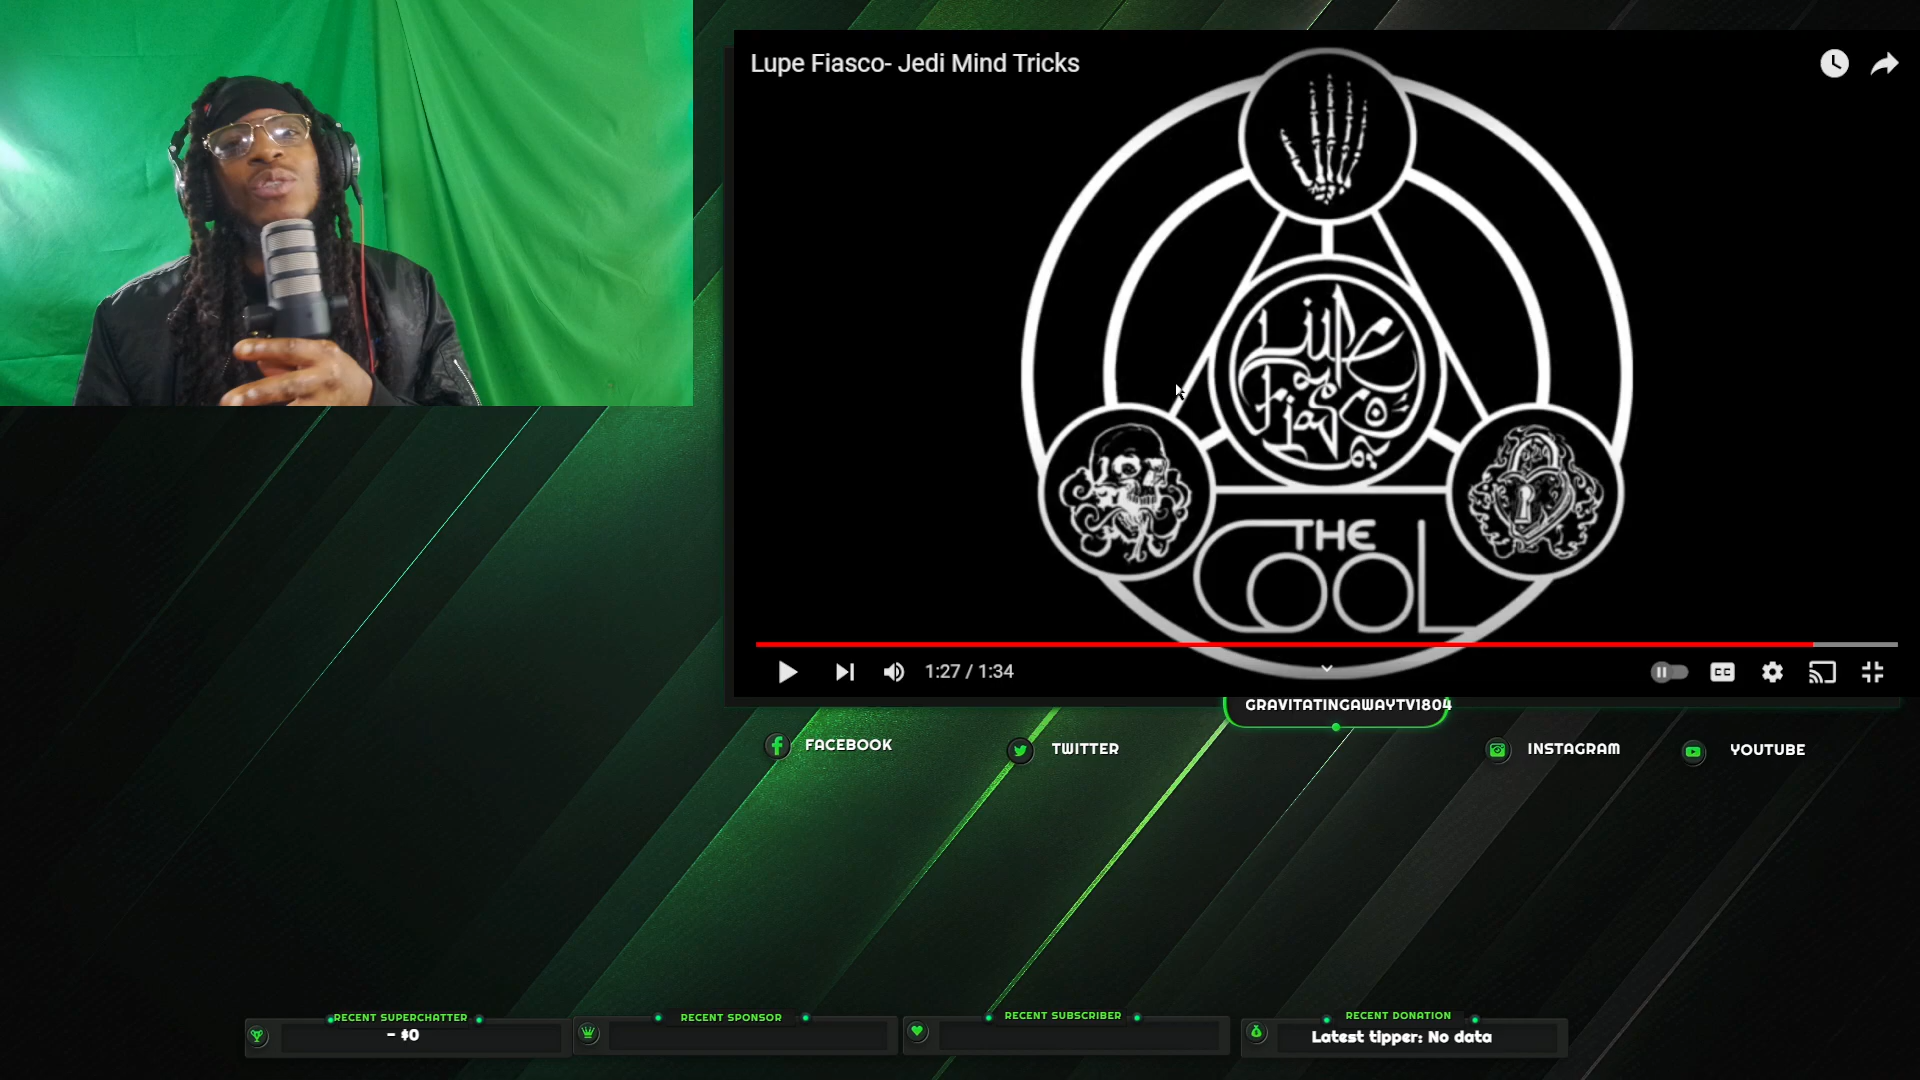 Lupe Fiasco- Jedi Mind Tricks
Lupe
Fiasco
THE
COOL
1:27 / 1:34
CC
GRAVITATINGAWAYTV1804
FACEBOOK
TWITTER
INSTAGRAM
YOUTUBE
RECENT SUPERCHATTER
- $0
RECENT SPONSOR
RECENT SUBSCRIBER
RECENT DONATION
Latest tipper: No data